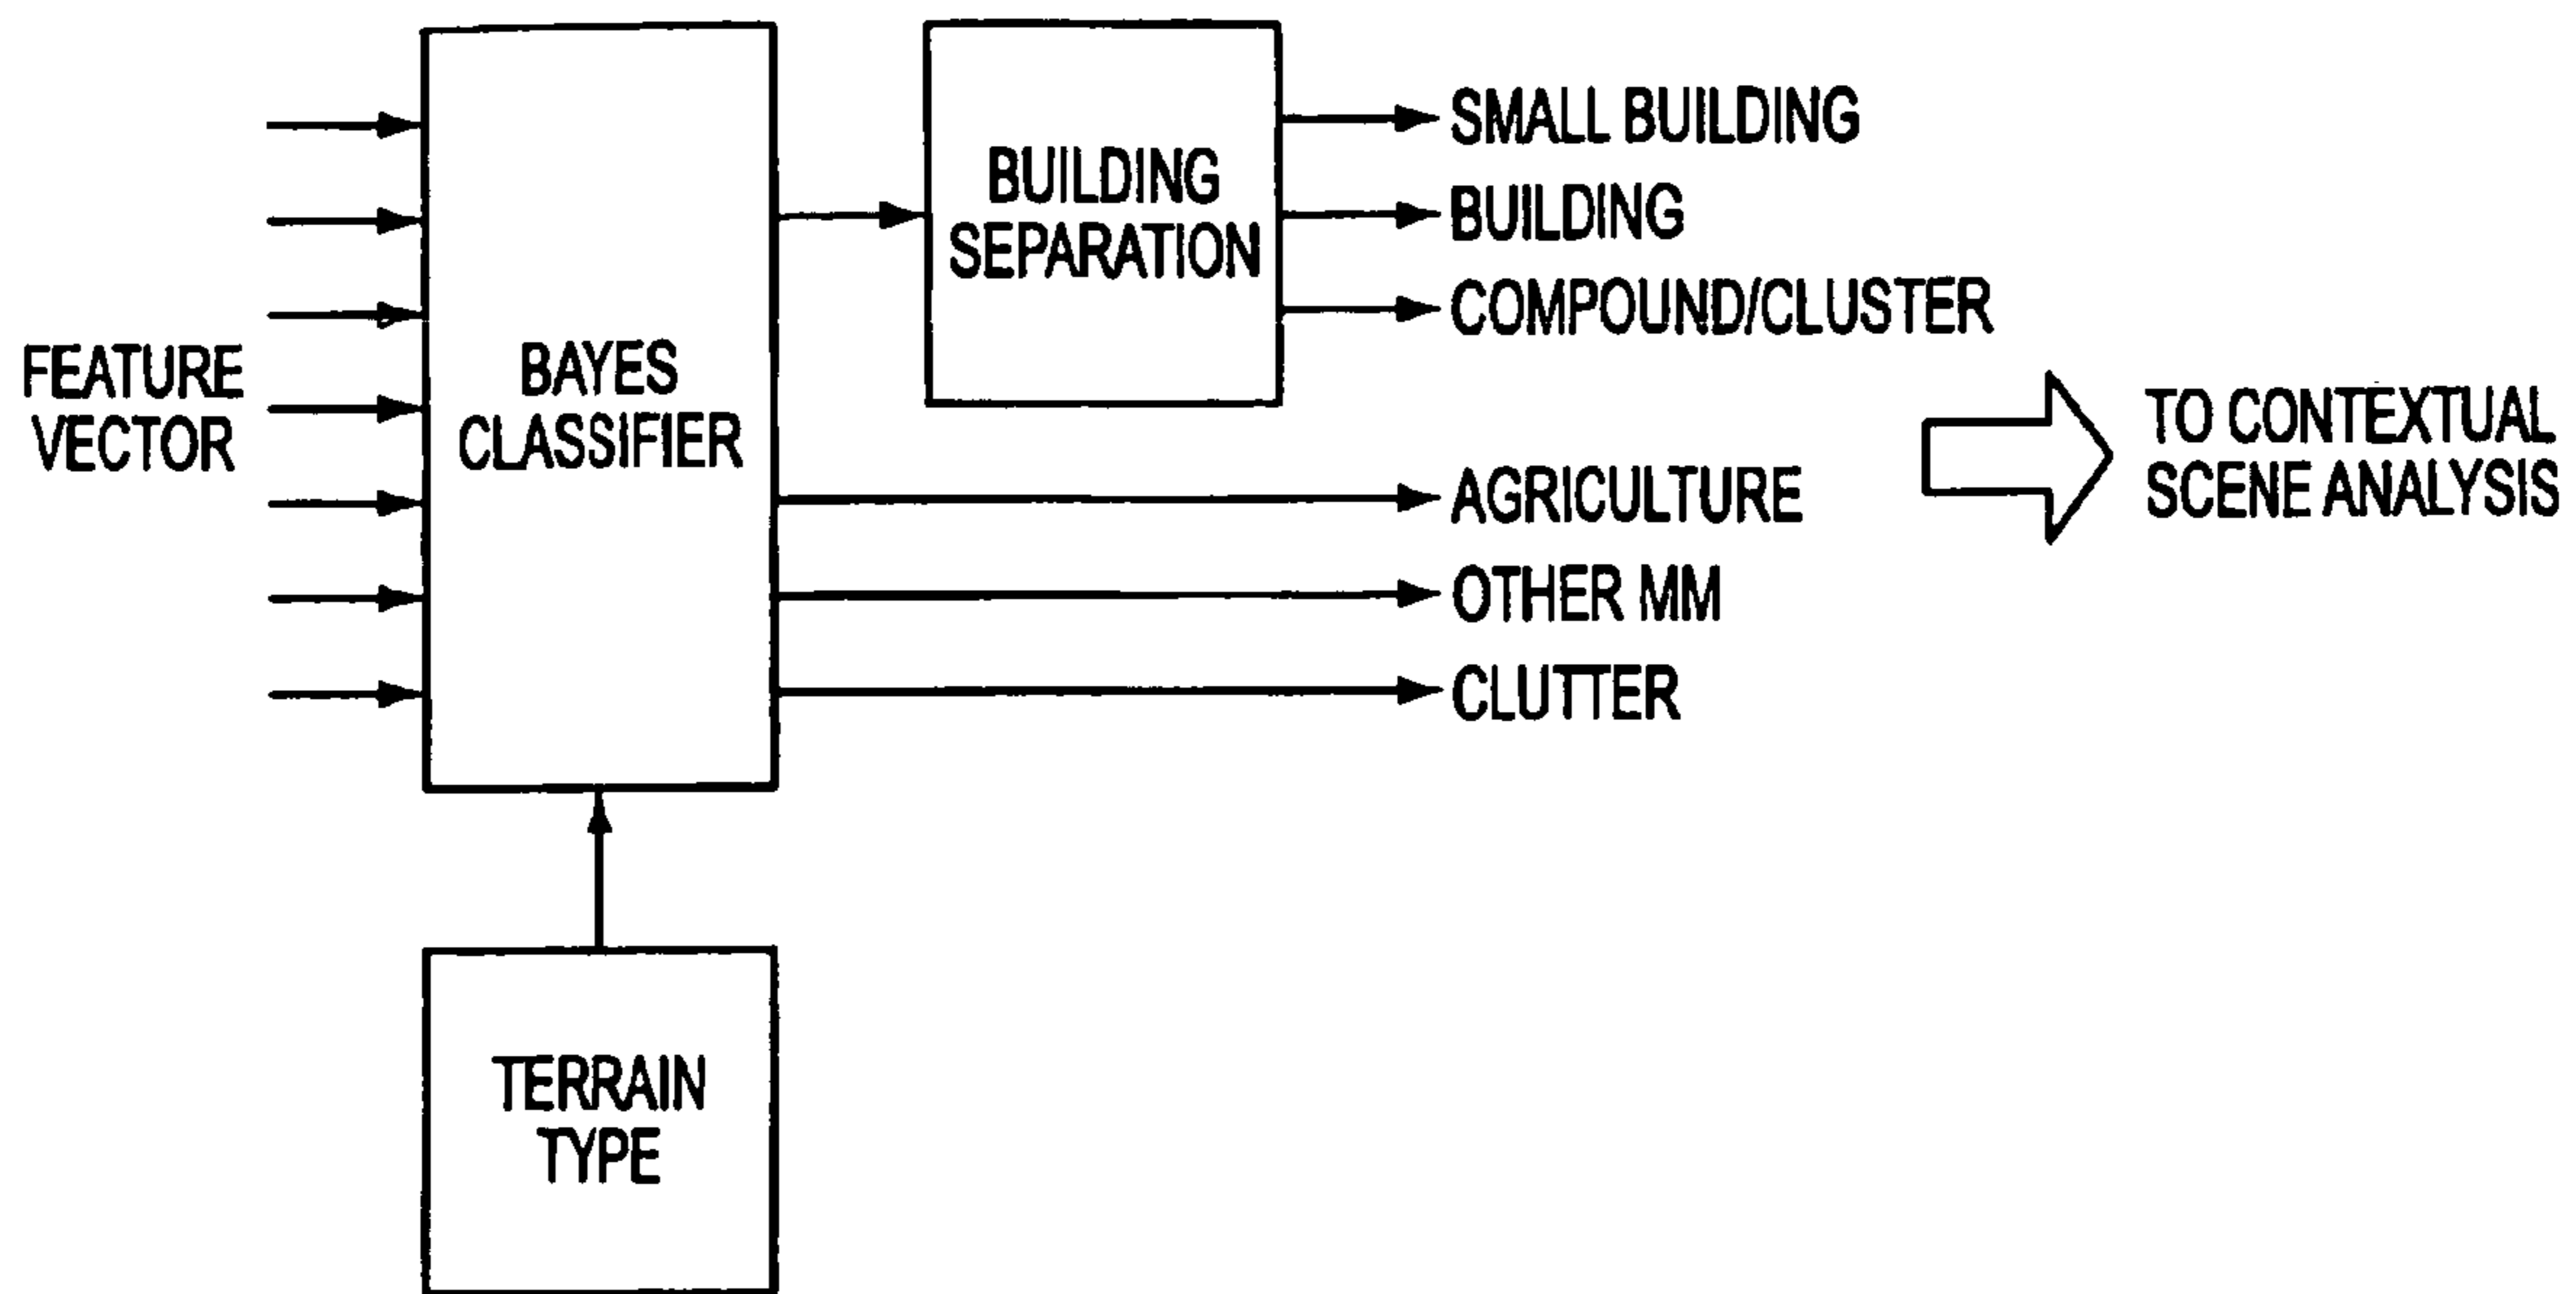 FEATURE
VECTOR
BAYES
CLASSIFIER
TERRAIN
TYPE
BUILDING
SEPARATION
SMALL BUILDING
BUILDING
COMPOUND/CLUSTER
AGRICULTURE
OTHER MM
CLUTTER
TO CONTEXTUAL
SCENE ANALYSIS